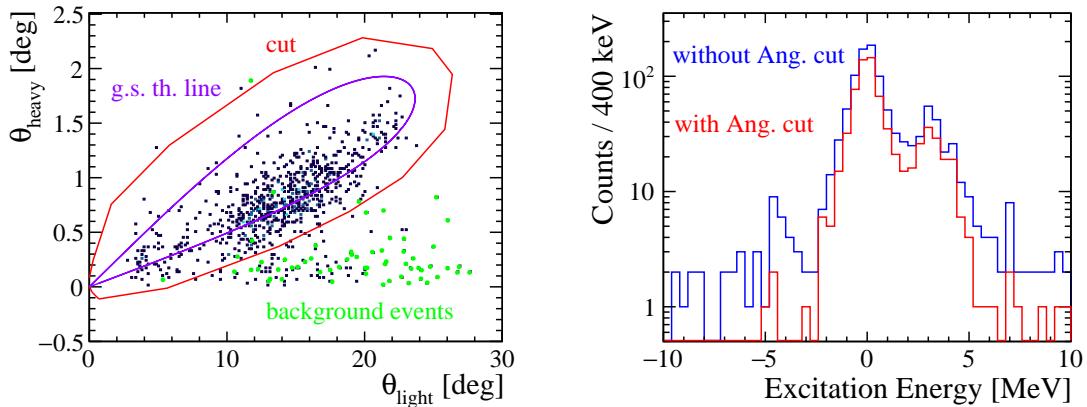 θheavy [deg]
2.5
2
1.5
1
0.5
0
−0.5
cut
g.s. th. line
background events
0
10
20
30
θlight [deg]
Counts / 400 keV
10²
10
1
without Ang. cut
with Ang. cut
−10
−5
0
5
10
Excitation Energy [MeV]